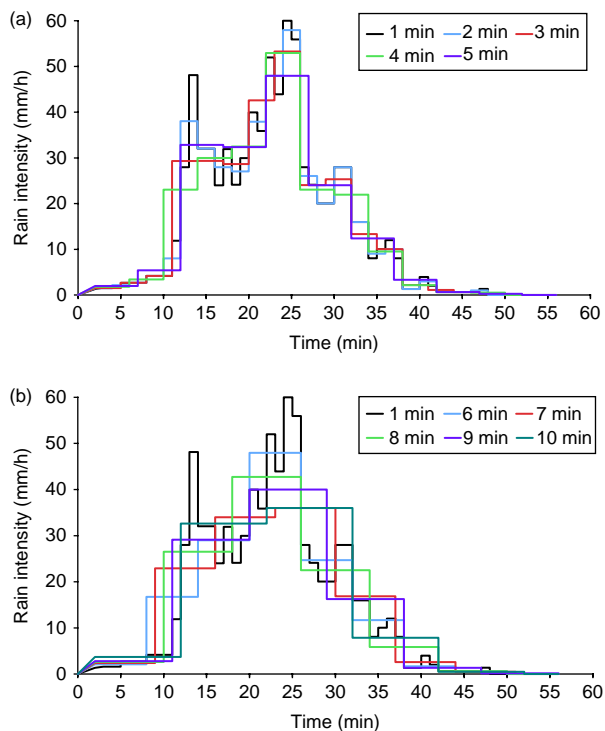 (a)
60
50
40
30
20
10
0
Rain intensity (mm/h)
1 min 2 min 3 min
4 min 5 min
0 5 10 15 20 25 30 35 40 45 50 55 60
Time (min)
(b)
60
50
40
30
20
10
0
Rain intensity (mm/h)
1 min 6 min 7 min
8 min 9 min 10 min
0 5 10 15 20 25 30 35 40 45 50 55 60
Time (min)